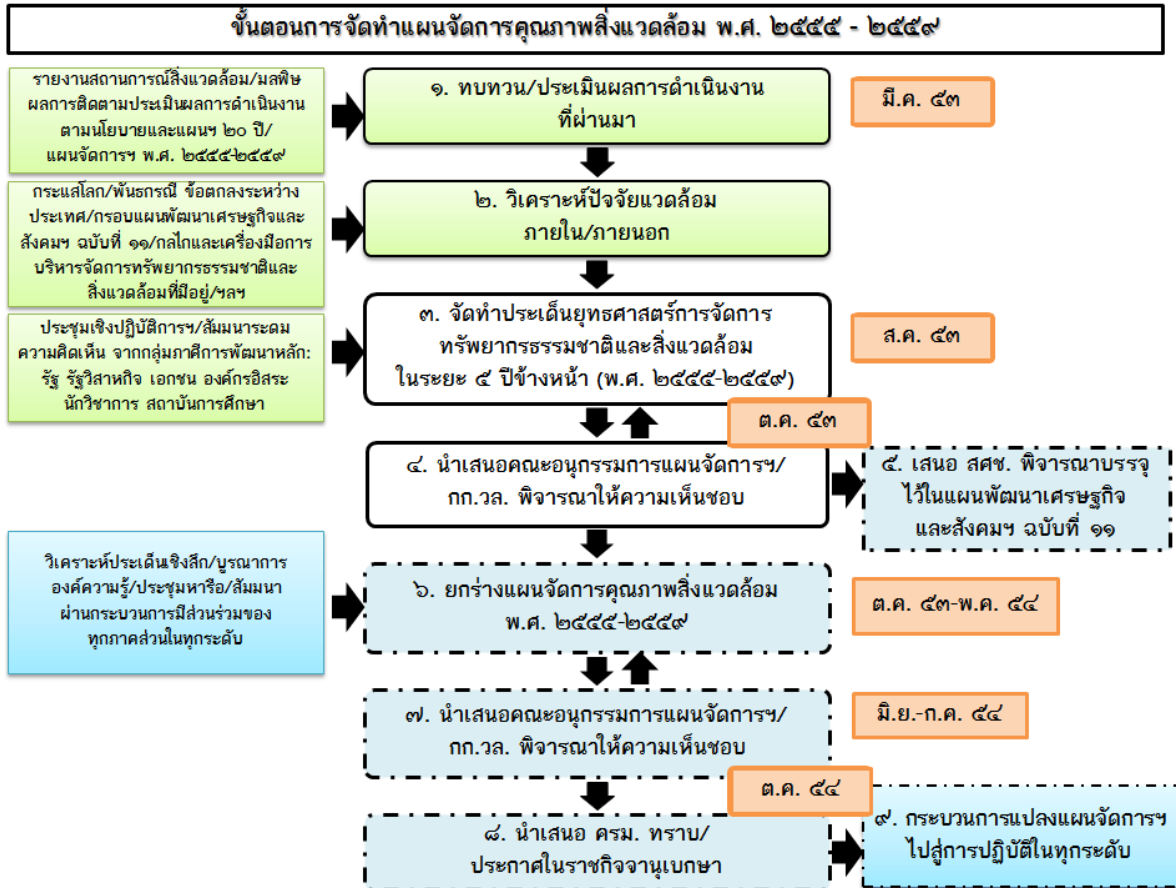 ขั้นตอนการจัดทำแผนจัดการคุณภาพสิ่งแวดล้อม พ.ศ. ๒๕๕๕ - ๒๕๕๙
รายงานสถานการณ์สิ่งแวดล้อม/มลพิษ
ผลการติดตามประเมินผลการดำเนินงาน
ตามนโยบายและแผนฯ ๒๐ ปี/
แผนจัดการฯ พ.ศ. ๒๕๕๕-๒๕๕๙
๑. ทบทวน/ประเมินผลการดำเนินงาน
ที่ผ่านมา
มี.ค. ๕๓
กระแสโลก/พันธกรณี ข้อตกลงระหว่าง
ประเทศ/กรอบแผนพัฒนาเศรษฐกิจและ
สังคมฯ ฉบับที่ ๑๑/กลไกและเครื่องมือการ
บริหารจัดการทรัพยากรธรรมชาติและ
สิ่งแวดล้อมที่มีอยู่/ฯลฯ
๒. วิเคราะห์ปัจจัยแวดล้อม
ภายใน/ภายนอก
ประชุมเชิงปฏิบัติการฯ/สัมมนาระดม
ความคิดเห็น จากกลุ่มภาคีการพัฒนาหลัก:
รัฐ รัฐวิสาหกิจ เอกชน องค์กรอิสระ
นักวิชาการ สถาบันการศึกษา
๓. จัดทำประเด็นยุทธศาสตร์การจัดการ
ทรัพยากรธรรมชาติและสิ่งแวดล้อม
ในระยะ ๕ ปีข้างหน้า (พ.ศ. ๒๕๕๕-๒๕๕๙)
ส.ค. ๕๓
ต.ค. ๕๓
๔. นำเสนอคณะอนุกรรมการแผนจัดการฯ/
กก.วล. พิจารณาให้ความเห็นชอบ
๕. เสนอ สศช. พิจารณาบรรจุ
ไว้ในแผนพัฒนาเศรษฐกิจ
และสังคมฯ ฉบับที่ ๑๑
วิเคราะห์ประเด็นเชิงลึก/บูรณาการ
องค์ความรู้/ประชุมหารือ/สัมมนา
ผ่านกระบวนการมีส่วนร่วมของ
ทุกภาคส่วนในทุกระดับ
๖. ยกร่างแผนจัดการคุณภาพสิ่งแวดล้อม
พ.ศ. ๒๕๕๕-๒๕๕๙
ต.ค. ๕๓-พ.ค. ๕๔
๗. นำเสนอคณะอนุกรรมการแผนจัดการฯ/
กก.วล. พิจารณาให้ความเห็นชอบ
มิ.ย.-ก.ค. ๕๔
ต.ค. ๕๔
๘. นำเสนอ ครม. ทราบ/
ประกาศในราชกิจจานุเบกษา
๙. กระบวนการแปลงแผนจัดการฯ
ไปสู่การปฏิบัติในทุกระดับ